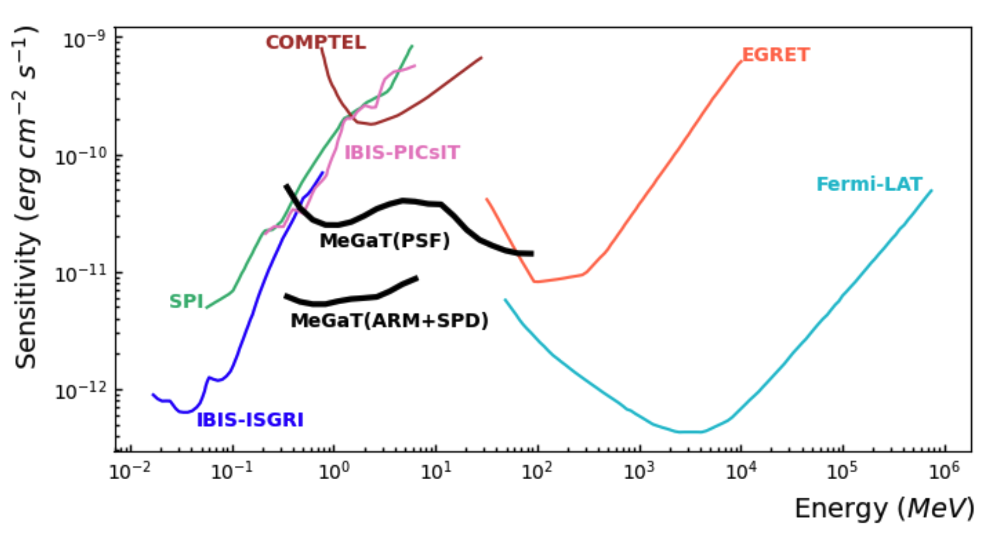 Sensitivity (erg cm⁻² s⁻¹)
10⁻⁹
10⁻¹⁰
10⁻¹¹
10⁻¹²
COMPTEL
EGRET
IBIS-PICsIT
Fermi-LAT
MeGaT(PSF)
SPI
MeGaT(ARM+SPD)
IBIS-ISGRI
10⁻² 10⁻¹ 10⁰ 10¹ 10² 10³ 10⁴ 10⁵ 10⁶
Energy (MeV)